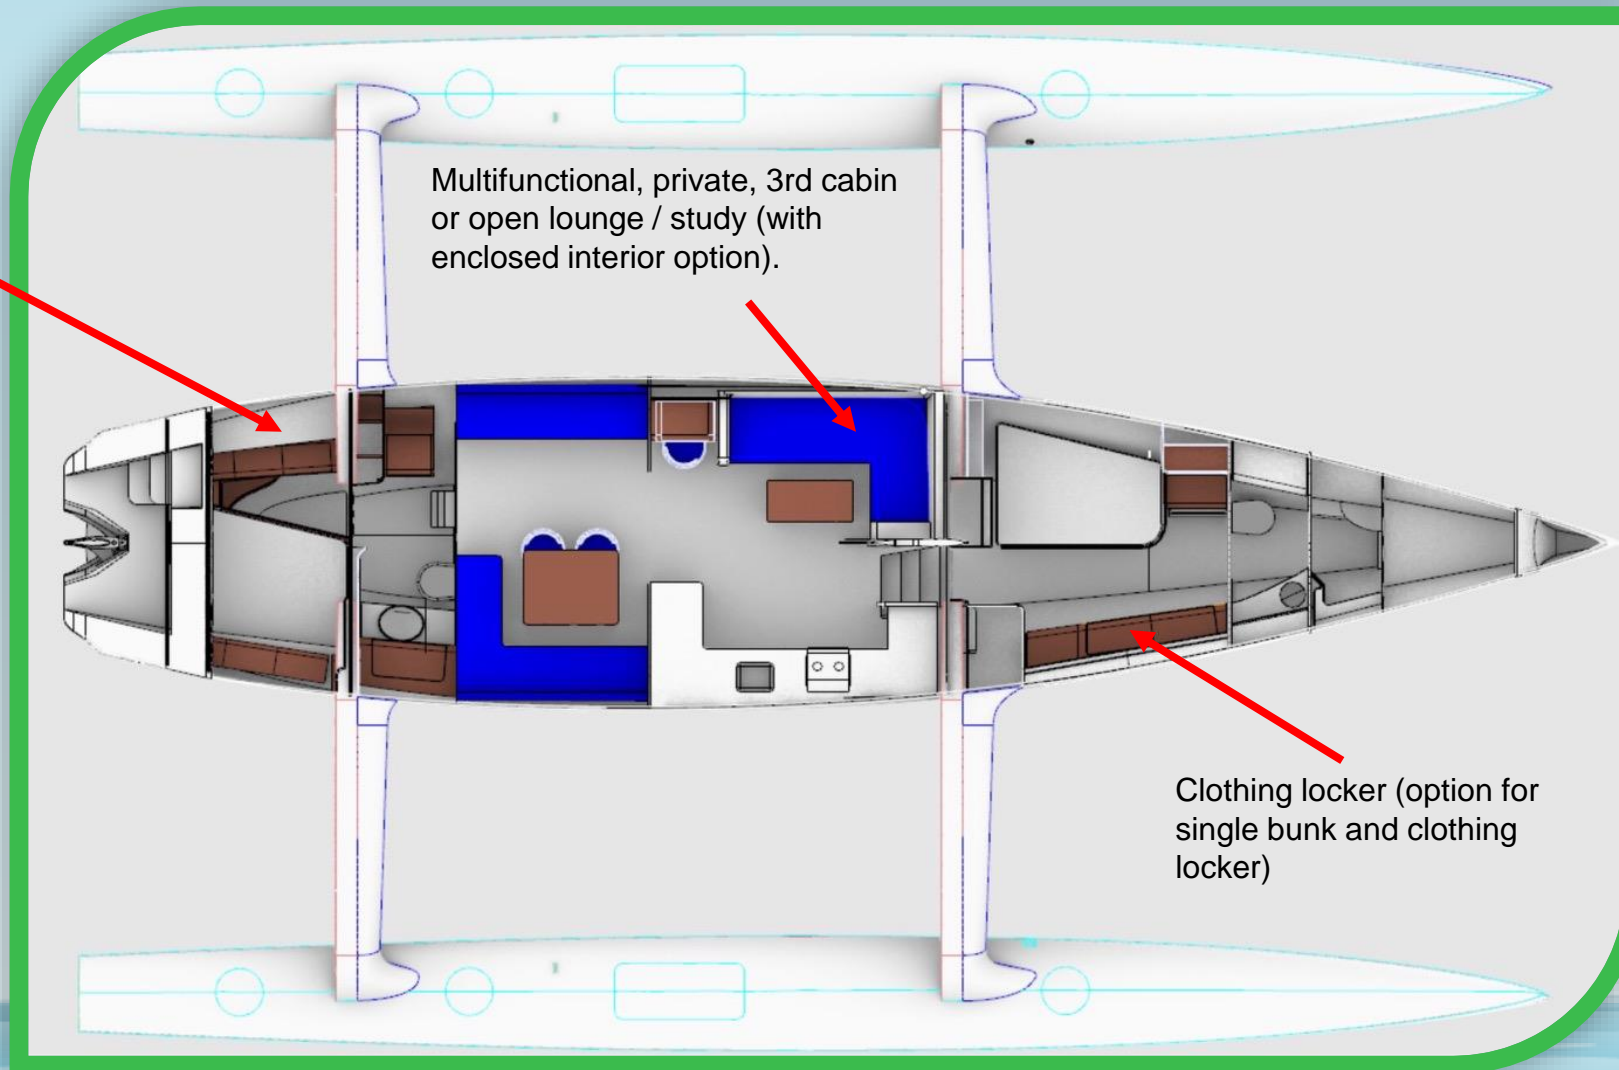 Multifunctional, private, 3rd cabin
or open lounge / study (with
enclosed interior option).
Clothing locker (option for
single bunk and clothing
locker)